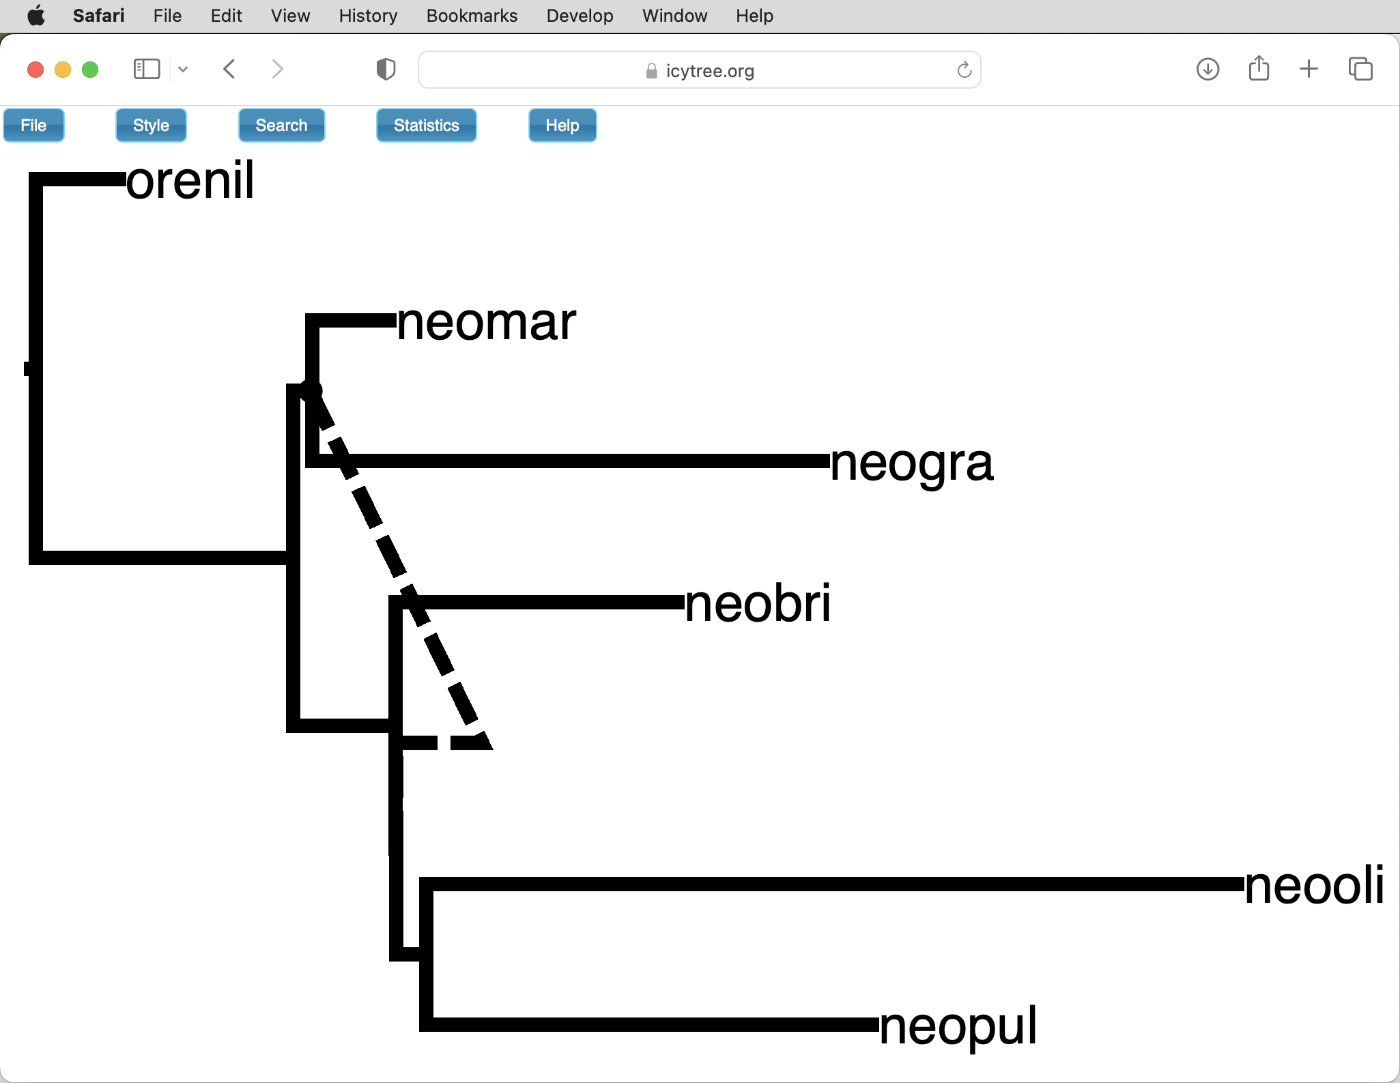 Safari File Edit View History Bookmarks Develop Window Help
icytree.org
File Style Search Statistics Help
orenil
neomar
neogra
neobri
neooli
neopul